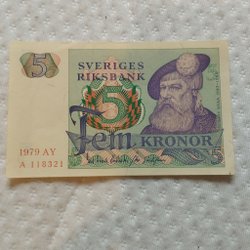 5
SVERIGES
RIKSBANK
5
fem KRONOR
1979 AY
A 118321
5